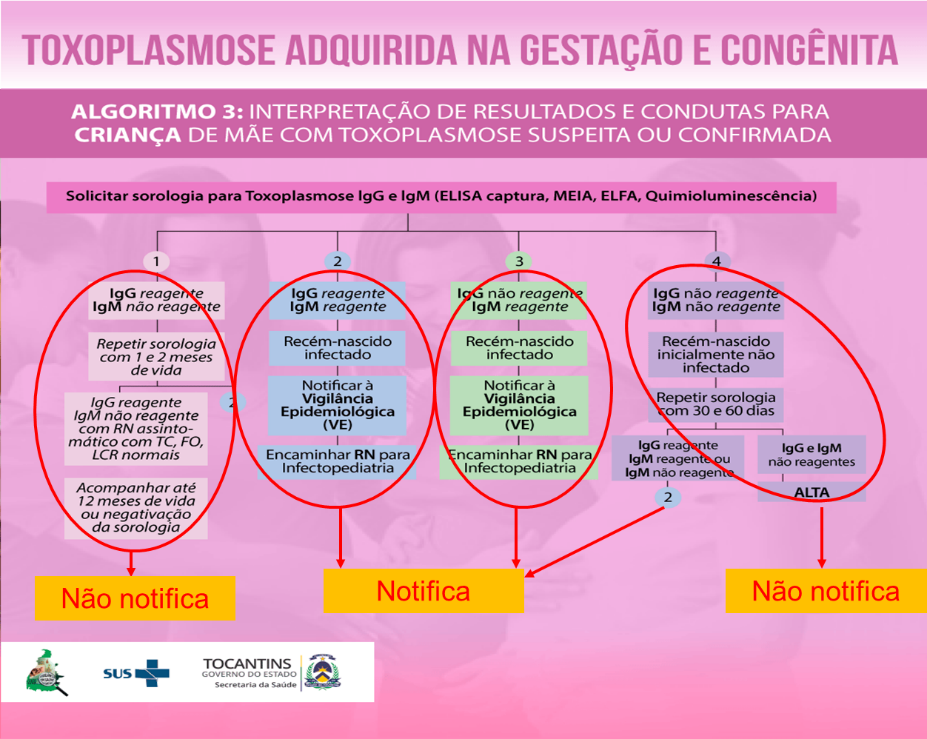 TOXOPLASMOSE ADQUIRIDA NA GESTAÇÃO E CONGÊNITA
ALGORITMO 3: INTERPRETAÇÃO DE RESULTADOS E CONDUTAS PARA
CRIANÇA DE MÃE COM TOXOPLASMOSE SUSPEITA OU CONFIRMADA
Solicitar sorologia para Toxoplasmose IgG e IgM (ELISA captura, MEIA, ELFA, Quimioluminescência)
1
IgG reagente
IgM não reagente
Repetir sorologia
com 1 e 2 meses
de vida
2
IgG reagente
IgM não reagente
com RN assinto-
mático com TC, FO,
LCR normais
Acompanhar até
12 meses de vida
ou negativação
da sorologia
Não notifica
2
IgG reagente
IgM reagente
Recém-nascido
infectado
Notificar à
Vigilância
Epidemiológica
(VE)
Encaminhar RN para
Infectopediatria
3
IgG não reagente
IgM reagente
Recém-nascido
infectado
Notificar à
Vigilância
Epidemiológica
(VE)
Encaminhar RN para
Infectopediatria
Notifica
4
IgG não reagente
IgM não reagente
Recém-nascido
inicialmente não
infectado
Repetir sorologia
com 30 e 60 dias
IgG reagente
IgM reagente ou
IgM não reagente
2
IgG e IgM
não reagentes
ALTA
Não notifica
SUS
TOCANTINS
GOVERNO DO ESTADO
Secretaria da Saúde